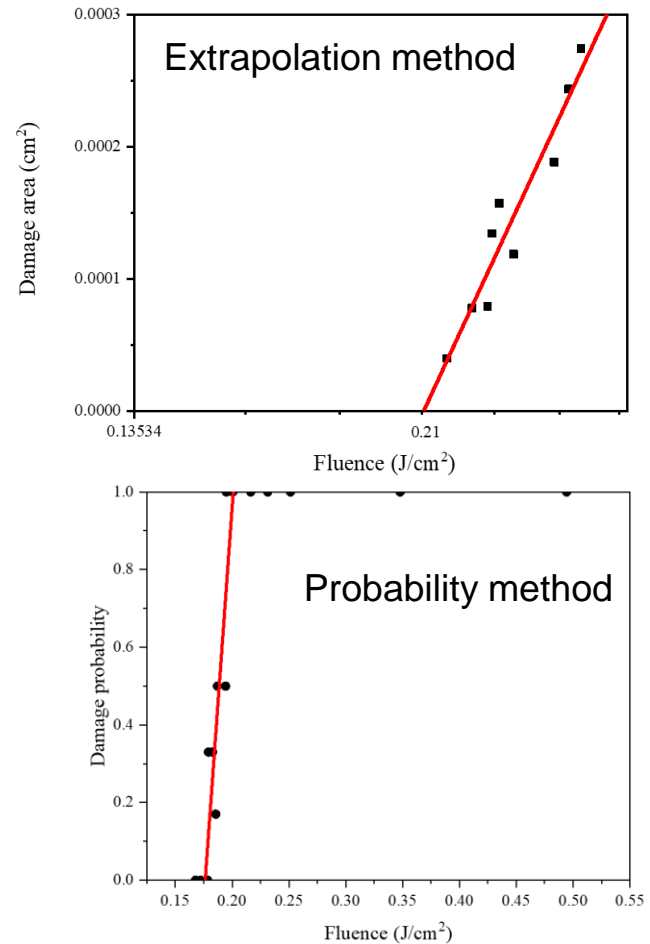 Extrapolation method
Damage area (cm²)
0.0003
0.0002
0.0001
0.0000
0.13534
0.21
Fluence (J/cm²)
Probability method
Damage probability
1.0
0.8
0.6
0.4
0.2
0.0
0.15 0.20 0.25 0.30 0.35 0.40 0.45 0.50 0.55
Fluence (J/cm²)